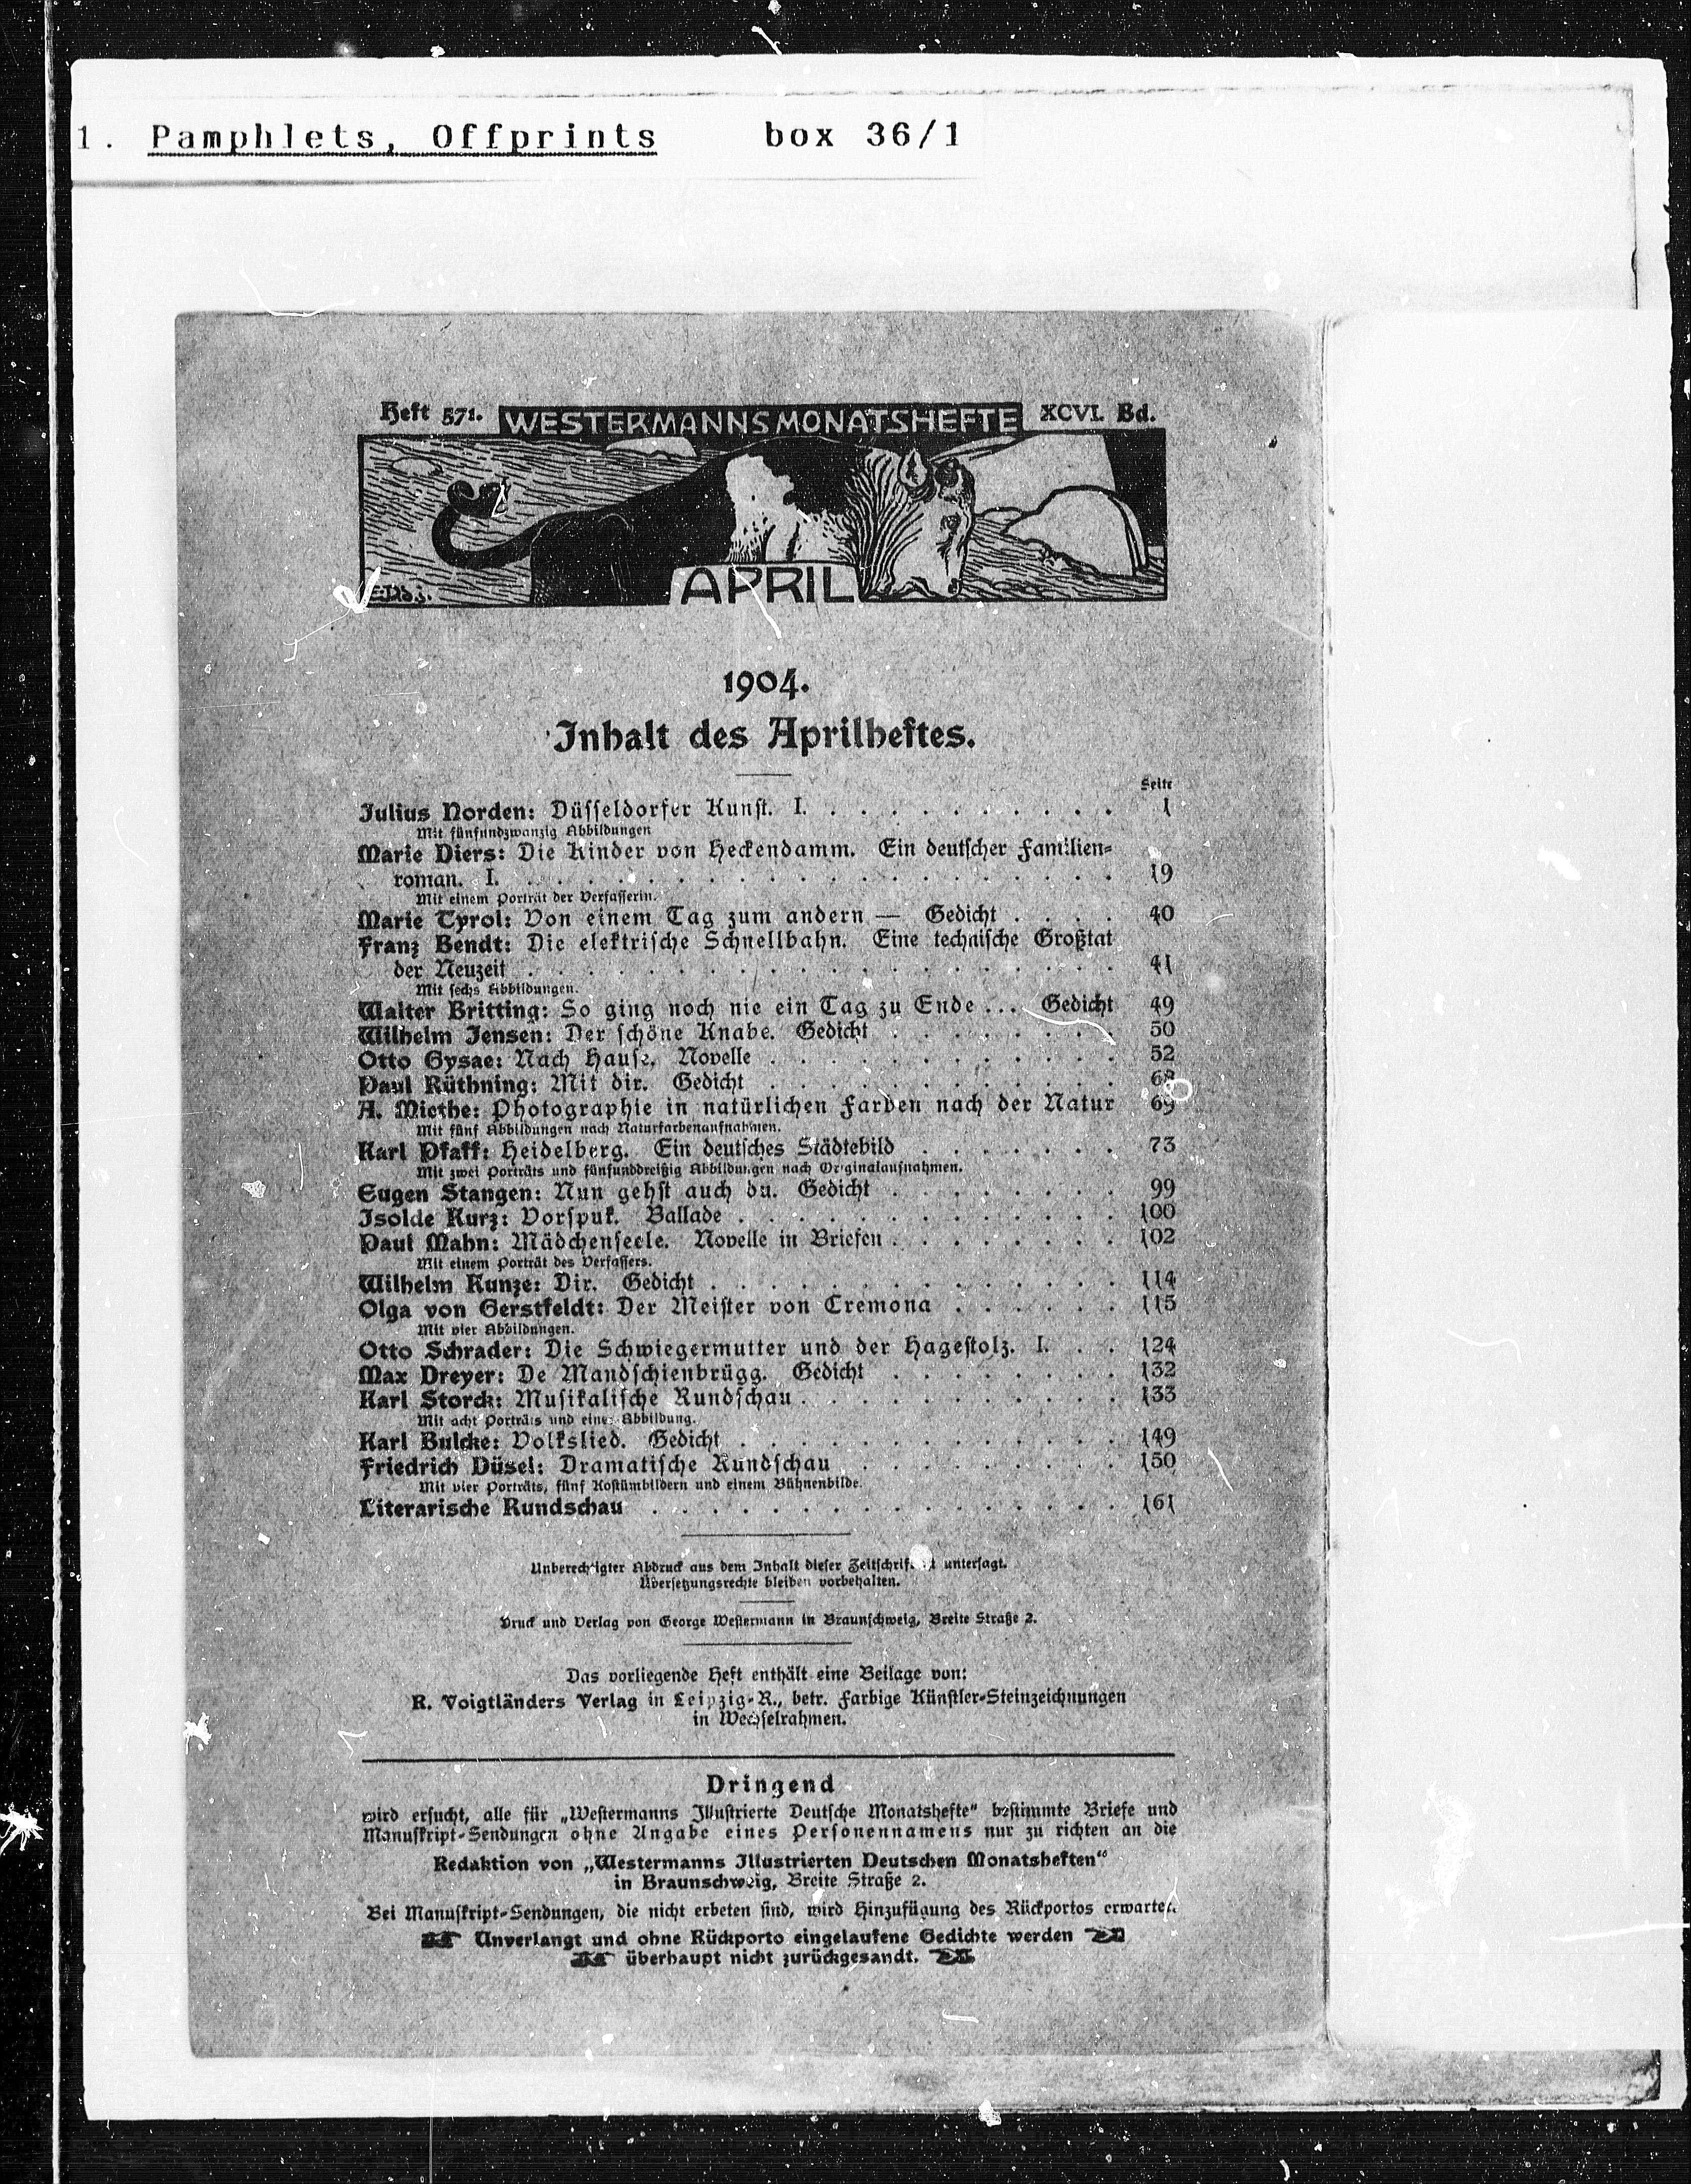 1. Pamphlets, Offprints box 36/1
Heft 571. WESTERMANNS MONATSHEFTE XCVI. Bd.
APRIL
1904.
Inhalt des Aprilheftes.
Seite
Julius Norden: Düsseldorfer Kunst. I. . . . . . . . . . . 1
Mit fünfundzwanzig Abbildungen
Marie Diers: Die Kinder von Heckendamm. Ein deutscher Familien-
roman. I. . . . . . . . . . . . . . . . . . . . 19
Mit einem Porträt der Verfasserin.
Marie Tyrol: Von einem Tag zum andern — Gedicht . . . . 40
Franz Bendt: Die elektrische Schnellbahn. Eine technische Großtat
der Neuzeit . . . . . . . . . . . . . . . . . . . 41
Mit sechs Abbildungen.
Walter Britting: So ging noch nie ein Tag zu Ende ... Gedicht 49
Wilhelm Jensen: Der schöne Knabe. Gedicht . . . . . . . . 50
Otto Gysae: Nach Hause. Novelle . . . . . . . . . . . . 52
Paul Rüthning: Mit dir. Gedicht . . . . . . . . . . . . 68
A. Miethe: Photographie in natürlichen Farben nach der Natur 69
Mit fünf Abbildungen nach Naturfarbenaufnahmen.
Karl Pfaff: Heidelberg. Ein deutsches Städtebild . . . . . . . 73
Mit zwei Porträts und fünfunddreißig Abbildungen nach Originalaufnahmen.
Eugen Stangen: Nun gehst auch du. Gedicht . . . . . . . . 99
Isolde Kurz: Vorspuk. Ballade . . . . . . . . . . . . . 100
Paul Mahn: Mädchenseele. Novelle in Briefen . . . . . . . . 102
Mit einem Porträt des Verfassers.
Wilhelm Kunze: Dir. Gedicht . . . . . . . . . . . . . . 114
Olga von Gerstfeldt: Der Meister von Cremona . . . . . . 115
Mit vier Abbildungen.
Otto Schrader: Die Schwiegermutter und der Hagestolz. I. . . . 124
Max Dreyer: De Mandschienbrügg. Gedicht . . . . . . . . 132
Karl Storck: Musikalische Rundschau . . . . . . . . . . . 133
Mit acht Porträts und einer Abbildung.
Karl Bulcke: Volkslied. Gedicht . . . . . . . . . . . . . 149
Friedrich Düsel: Dramatische Rundschau . . . . . . . . . 150
Mit vier Porträts, fünf Kostümbildern und einem Bühnenbilde.
Literarische Rundschau . . . . . . . . . . . . . . . . 161
Unberechtigter Abdruck aus dem Inhalt dieser Zeitschrift ist untersagt.
Übersetzungsrechte bleiben vorbehalten.
Druck und Verlag von George Westermann in Braunschweig, Breite Straße 2.
Das vorliegende Heft enthält eine Beilage von:
R. Voigtländers Verlag in Leipzig-R., betr. Farbige Künstler-Steinzeichnungen
in Wechselrahmen.
Dringend
wird ersucht, alle für „Westermanns Illustrierte Deutsche Monatshefte“ bestimmte Briefe und
Manuskript-Sendungen ohne Angabe eines Personennamens nur zu richten an die
Redaktion von „Westermanns Illustrierten Deutschen Monatsheften“
in Braunschweig, Breite Straße 2.
Bei Manuskript-Sendungen, die nicht erbeten sind, wird Hinzufügung des Rückportos erwartet.
Unverlangt und ohne Rückporto eingelaufene Gedichte werden
überhaupt nicht zurückgesandt.